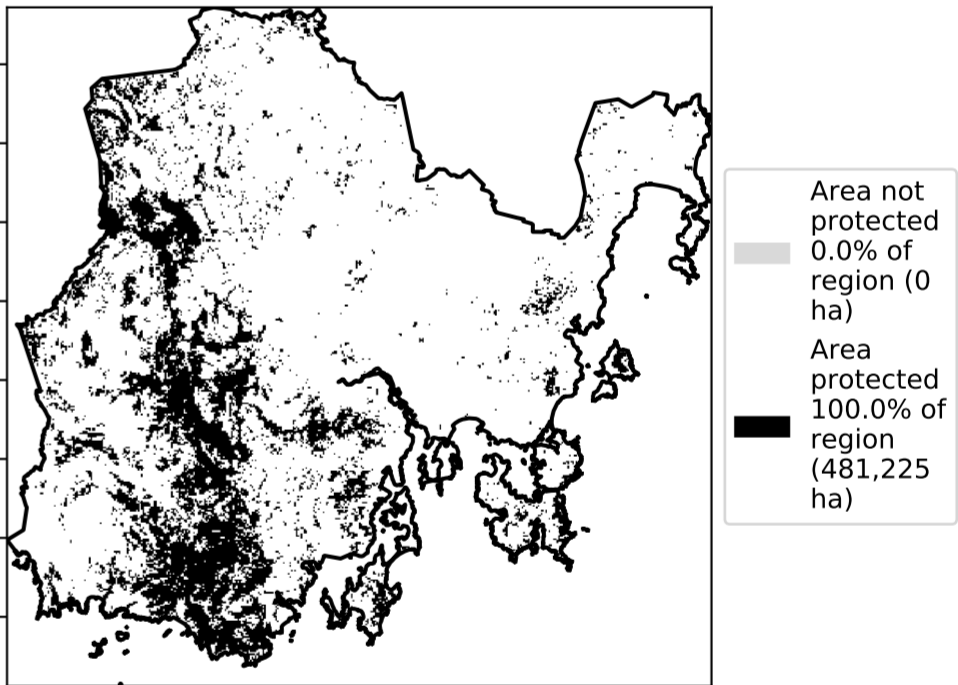 Area not
protected
0.0% of
region (0
ha)
Area
protected
100.0% of
region
(481,225
ha)